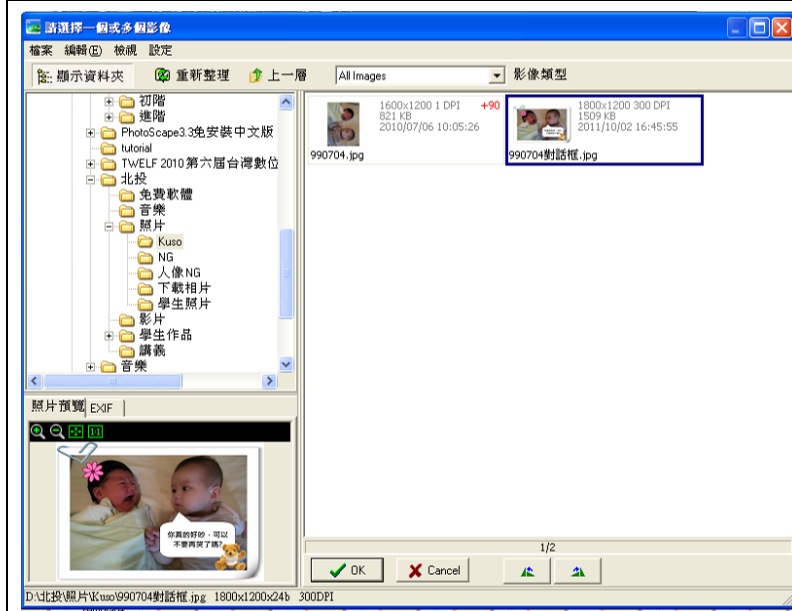 請選擇一個或多個影像
檔案 編輯(E) 檢視 設定
顯示資料夾 重新整理 上一層 All Images 影像類型
初階
進階
PhotoScape3.3免安裝中文版
tutorial
TWELF 2010 第六屆台灣數位
北投
免費軟體
音樂
照片
Kuso
NG
人像NG
下載相片
學生照片
影片
學生作品
講義
音樂
1600x1200 1 DPI +90
821 KB
2010/07/06 10:05:26
990704.jpg
1800x1200 300 DPI
1509 KB
2011/10/02 16:45:55
990704對話框.jpg
照片預覽 EXIF
1:1
你真的好吵，可以
不要再哭了嗎?
1/2
OK Cancel
D:\北投\照片\Kuso\990704對話框.jpg 1800x1200x24b 300DPI